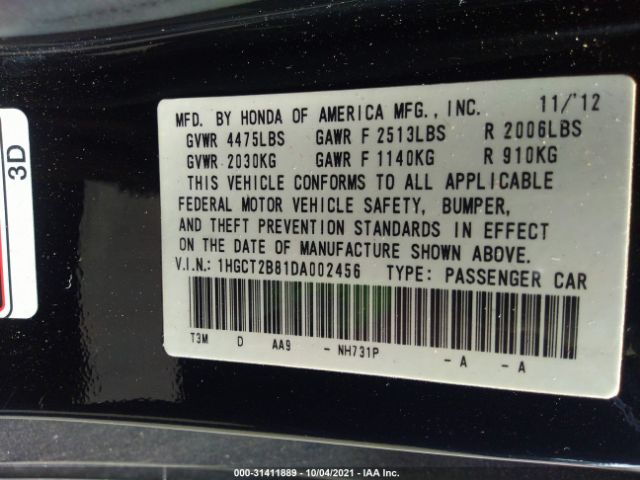 3D
MFD. BY HONDA OF AMERICA MFG., INC. 11/'12
GVWR 4475LBS GAWR F 2513LBS R 2006LBS
GVWR 2030KG GAWR F 1140KG R 910KG
THIS VEHICLE CONFORMS TO ALL APPLICABLE
FEDERAL MOTOR VEHICLE SAFETY, BUMPER,
AND THEFT PREVENTION STANDARDS IN EFFECT
ON THE DATE OF MANUFACTURE SHOWN ABOVE.
V.I.N.: 1HGCT2B81DA002456 TYPE: PASSENGER CAR
T3M D AA9 - NH731P - A - A
000-31411889 - 10/04/2021 - IAA Inc.